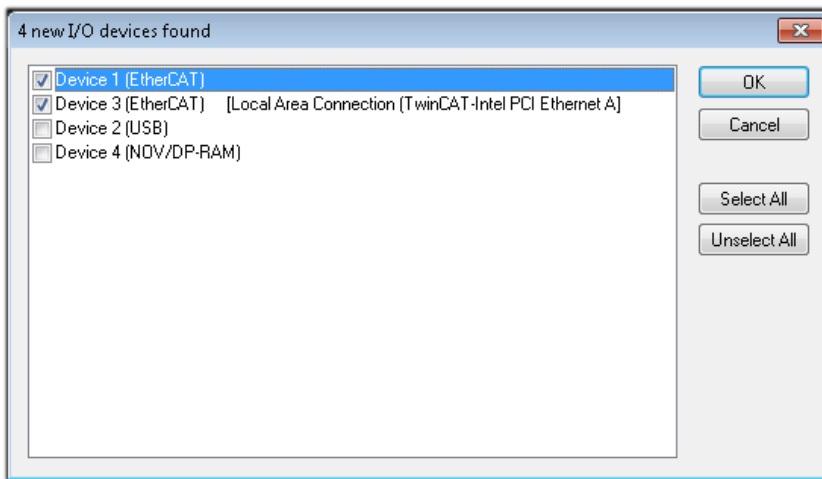 4 new I/O devices found
Device 1 (EtherCAT)
Device 3 (EtherCAT) [Local Area Connection (TwinCAT-Intel PCI Ethernet A]
Device 2 (USB)
Device 4 (NOV/DP-RAM)
OK
Cancel
Select All
Unselect All